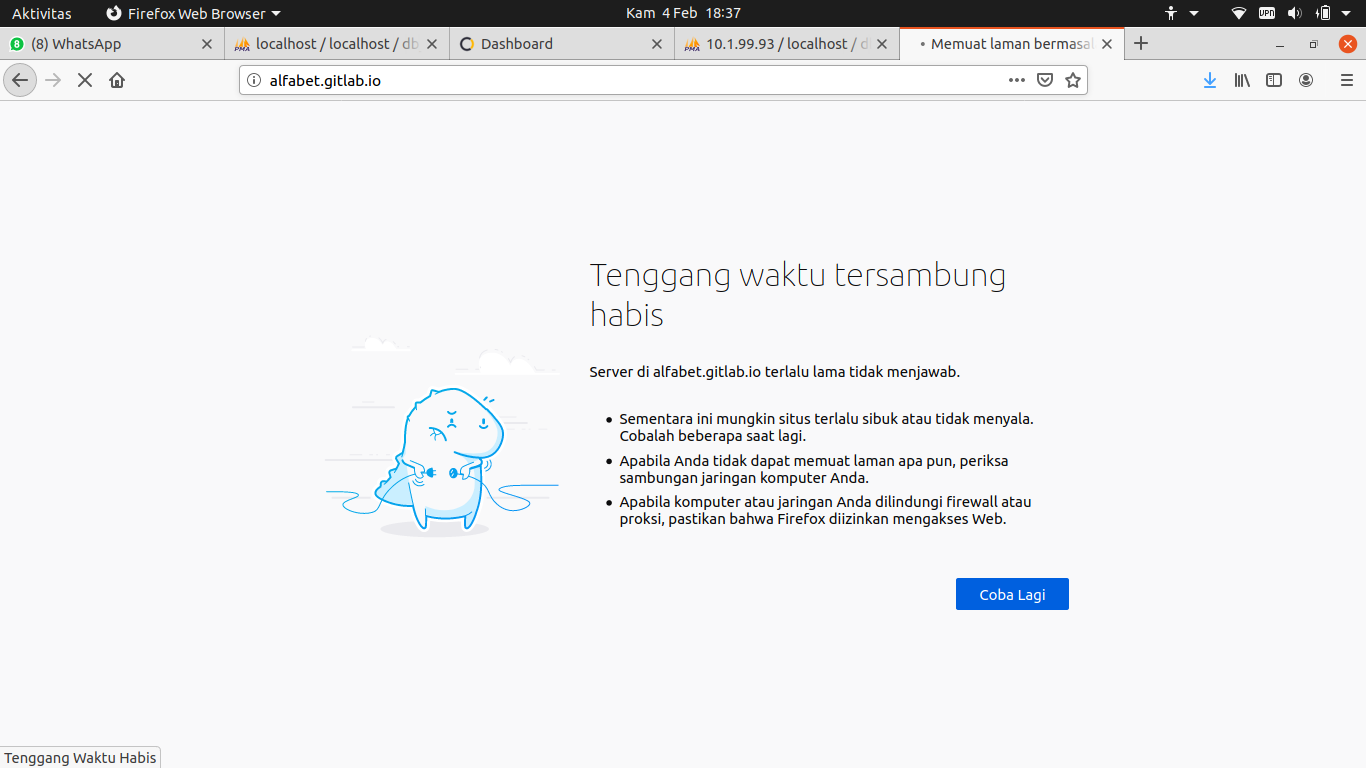 Aktivitas Firefox Web Browser Kam 4 Feb 18:37 VPN
(8) WhatsApp localhost / localhost / db Dashboard 10.1.99.93 / localhost / d Memuat laman bermasal
alfabet.gitlab.io
Tenggang waktu tersambung
habis
Server di alfabet.gitlab.io terlalu lama tidak menjawab.
Sementara ini mungkin situs terlalu sibuk atau tidak menyala.
Cobalah beberapa saat lagi.
Apabila Anda tidak dapat memuat laman apa pun, periksa
sambungan jaringan komputer Anda.
Apabila komputer atau jaringan Anda dilindungi firewall atau
proksi, pastikan bahwa Firefox diizinkan mengakses Web.
Coba Lagi
Tenggang Waktu Habis